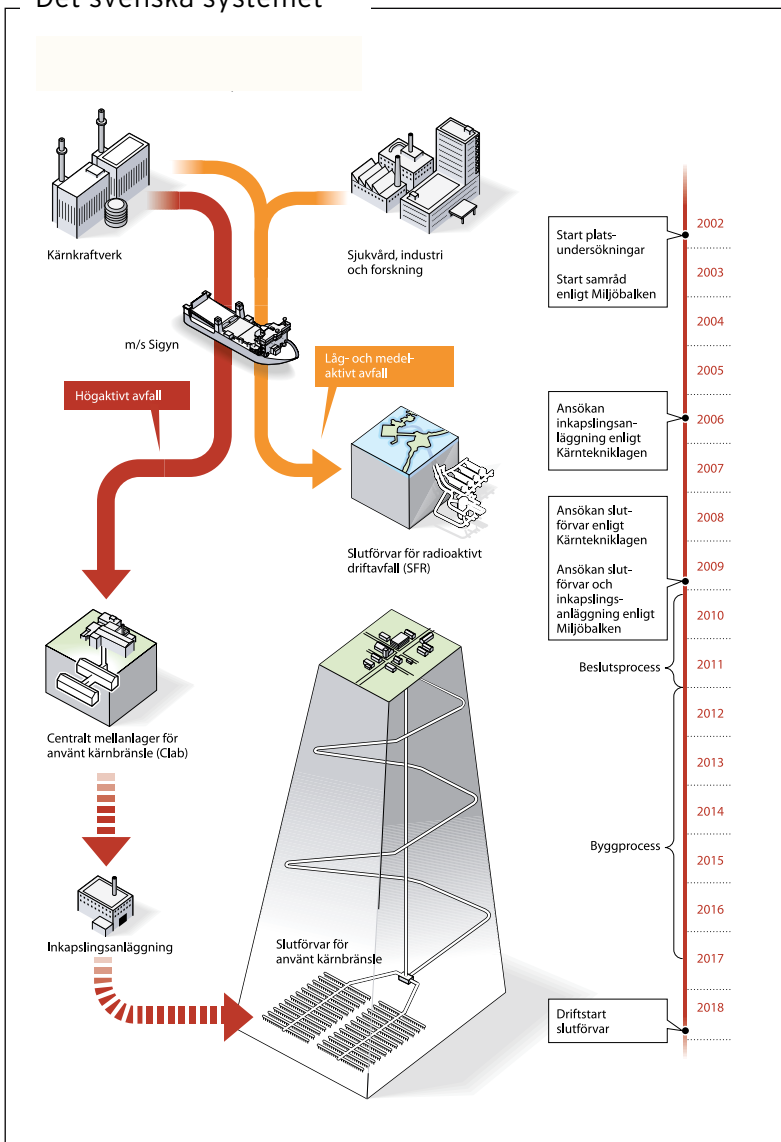 Det svenska systemet
Kärnkraftverk
Sjukvård, industri
och forskning
m/s Sigyn
Låg- och medel-
aktivt avfall
Högaktivt avfall
Slutförvar för radioaktivt
driftavfall (SFR)
Centralt mellanlager för
använt kärnbränsle (Clab)
Inkapslingsanläggning
Slutförvar för
använt kärnbränsle
Start plats-
undersökningar
Start samråd
enligt Miljöbalken
Ansökan
inkapslingsan-
läggning enligt
Kärntekniklagen
Ansökan slut-
förvar enligt
Kärntekniklagen
Ansökan slut-
förvar och
inkapslings-
anläggning enligt
Miljöbalken
Beslutsprocess
Byggprocess
Driftstart
slutförvar
2002
2003
2004
2005
2006
2007
2008
2009
2010
2011
2012
2013
2014
2015
2016
2017
2018